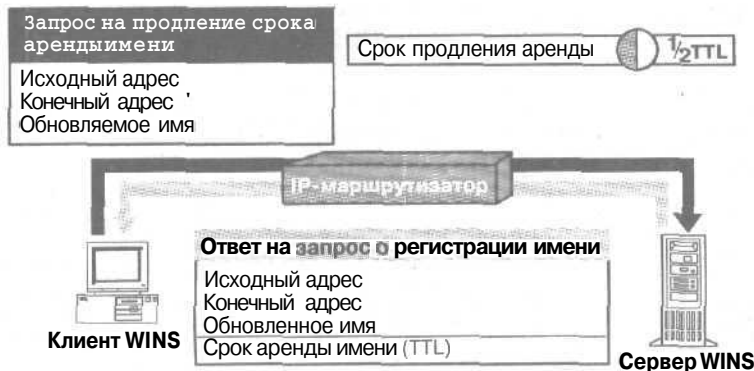 Запрос на продление срока
арендыимени
Исходный адрес
Конечный адрес '
Обновляемое имя
Срок продления аренды
½TTL
IP-маршрутизатор
Ответ на запрос о регистрации имени
Исходный адрес
Конечный адрес
Обновленное имя
Срок аренды имени (TTL)
Клиент WINS
Сервер WINS